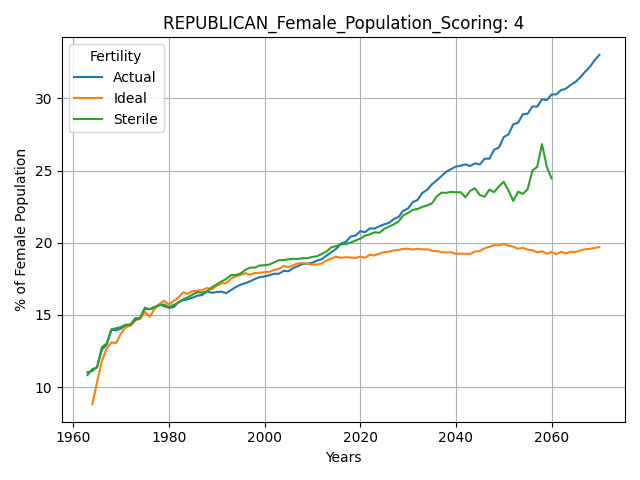 REPUBLICAN_Female_Population_Scoring: 4
Fertility
Actual
Ideal
Sterile
% of Female Population
30
25
20
15
10
1960
1980
2000
2020
2040
2060
Years